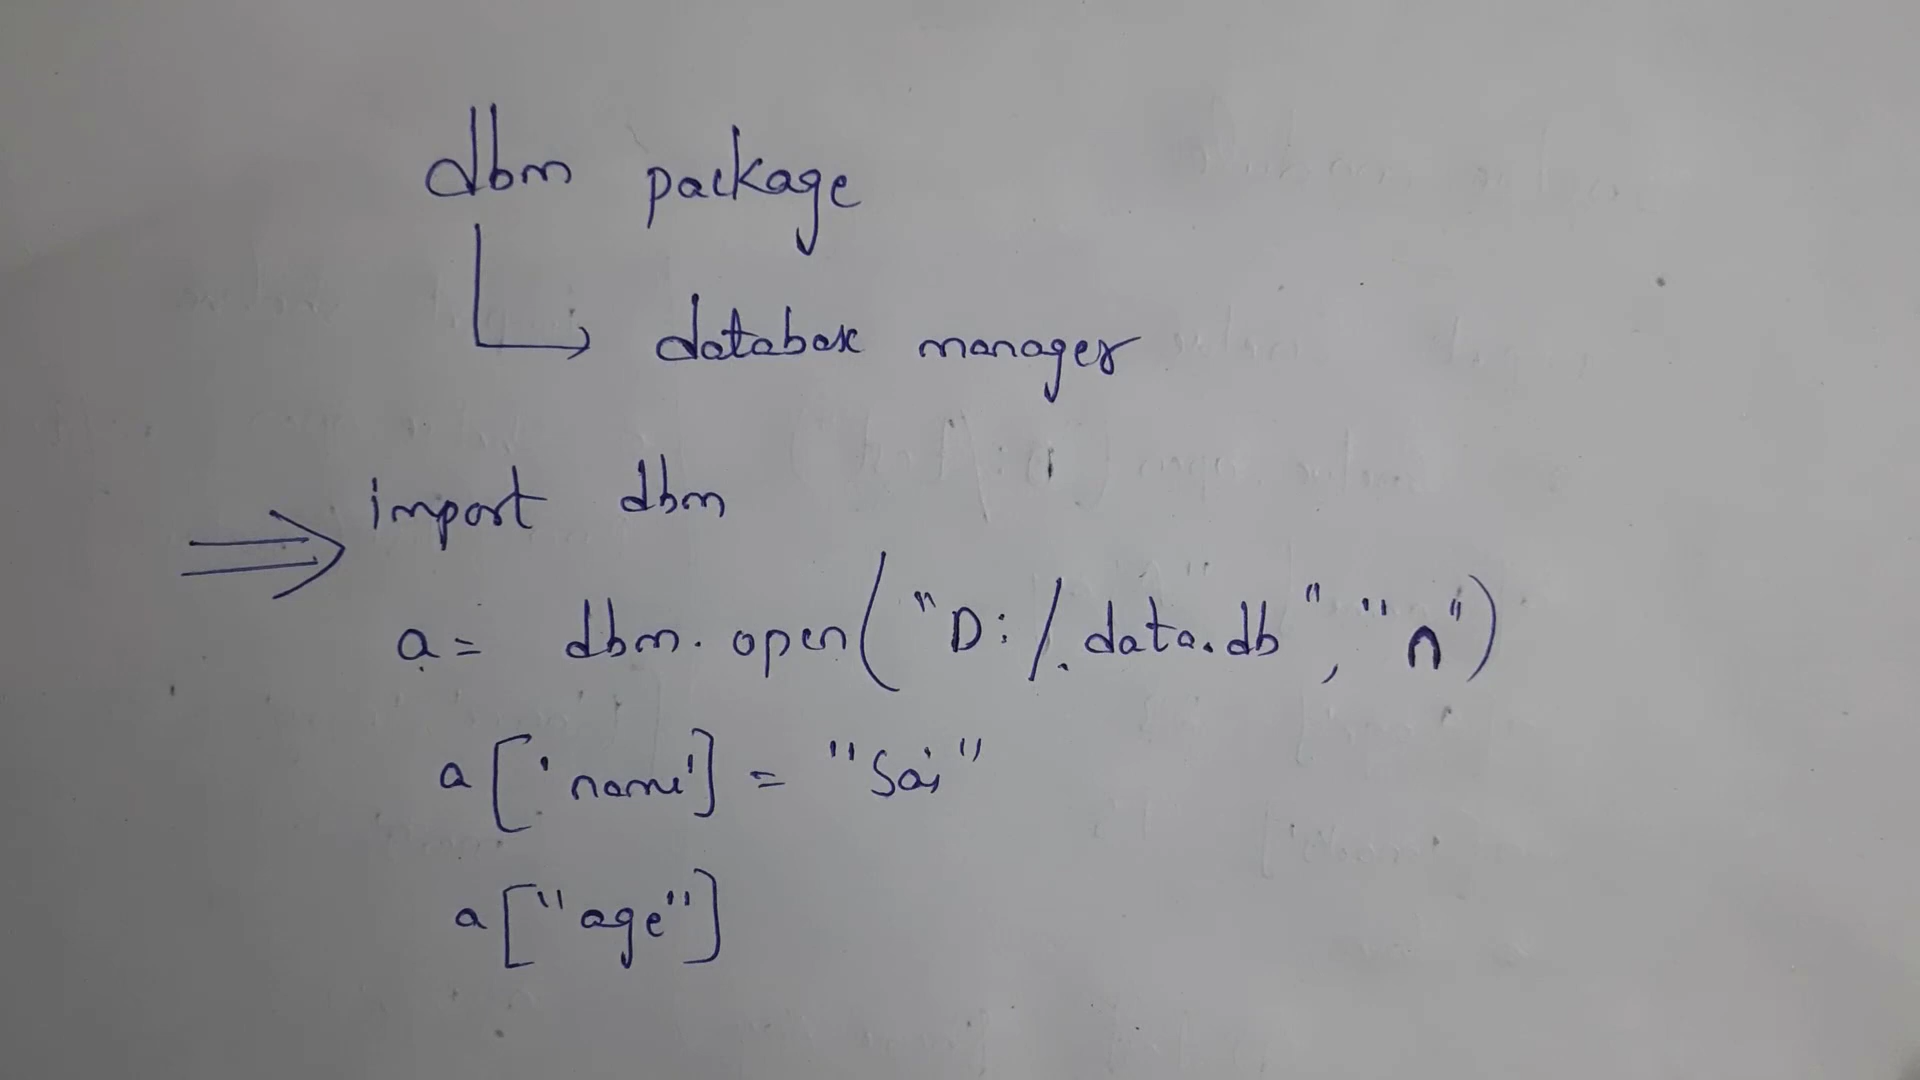 dbm package
database manager
import dbm
a = dbm.open("D:/.data.db", "n")
a['name'] = "Sai"
a["age"]